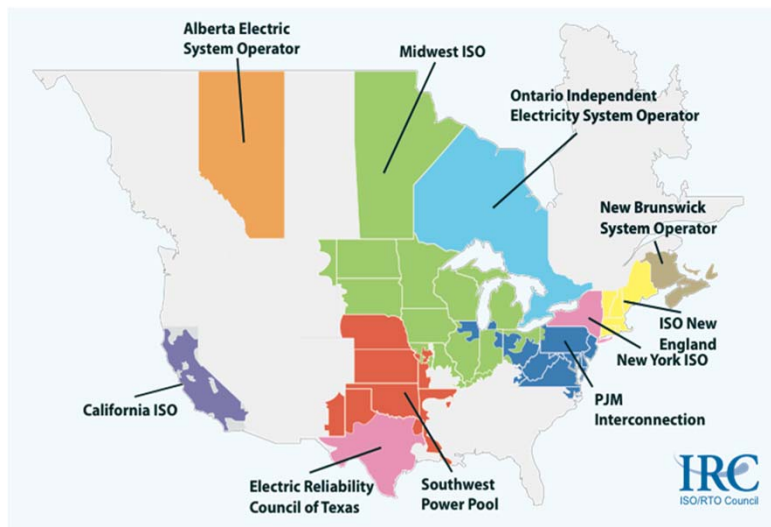 Alberta Electric
System Operator
Midwest ISO
Ontario Independent
Electricity System Operator
New Brunswick
System Operator
ISO New
England
New York ISO
PJM
Interconnection
California ISO
Electric Reliability
Council of Texas
Southwest
Power Pool
IRC
ISO/RTO Council